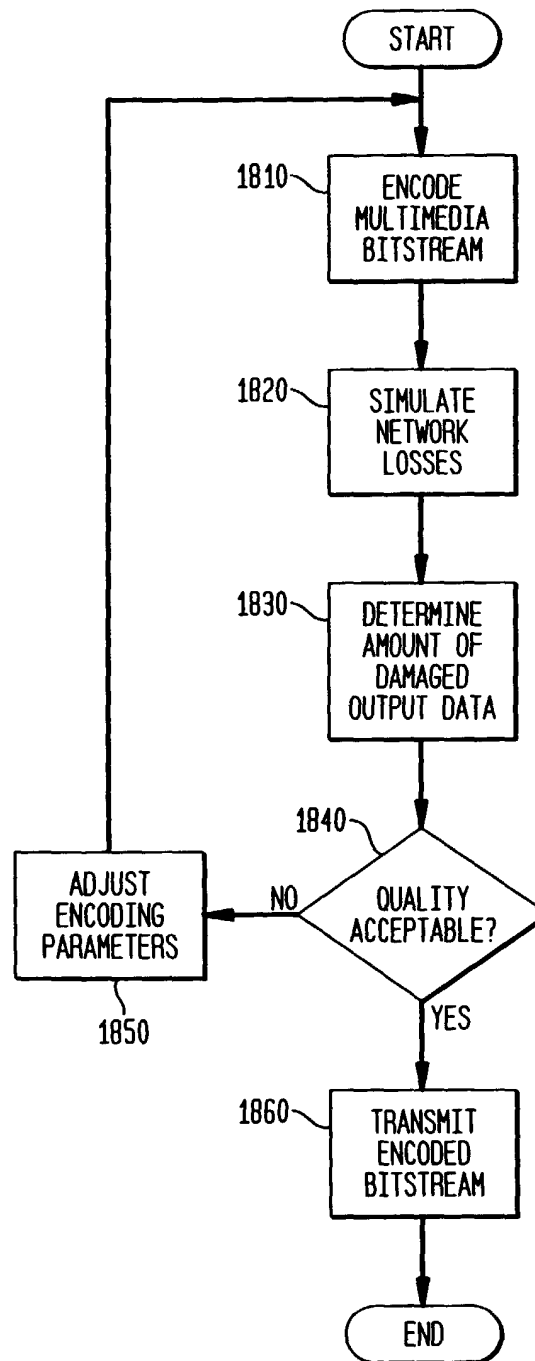 START
1810
ENCODE
MULTIMEDIA
BITSTREAM
1820
SIMULATE
NETWORK
LOSSES
1830
DETERMINE
AMOUNT OF
DAMAGED
OUTPUT DATA
1840
QUALITY
ACCEPTABLE?
NO
ADJUST
ENCODING
PARAMETERS
1850
YES
1860
TRANSMIT
ENCODED
BITSTREAM
END